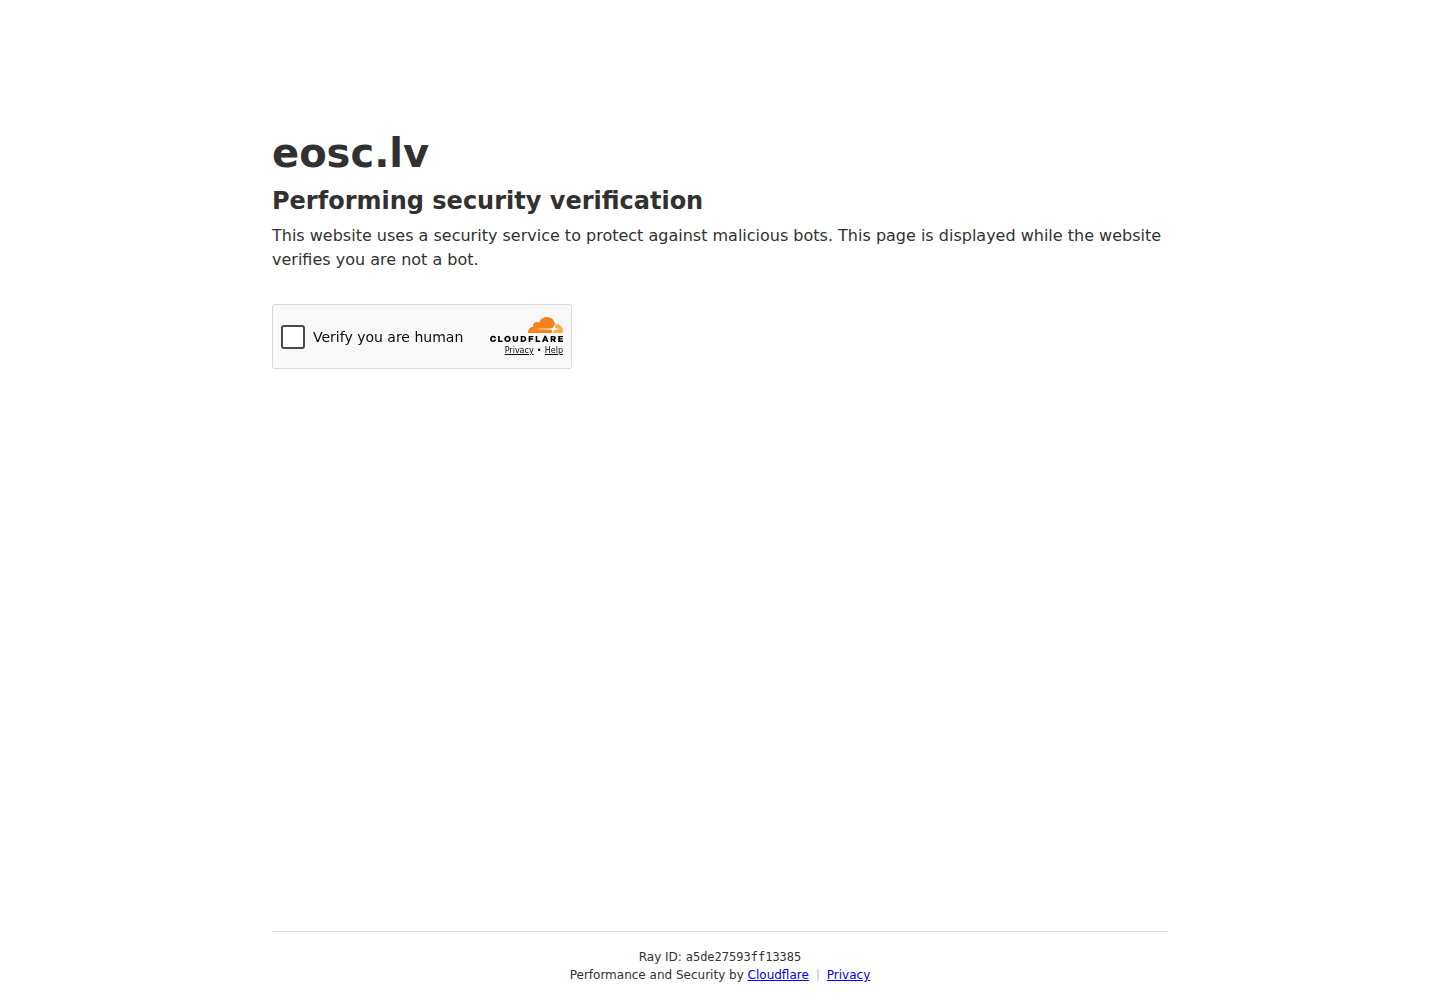 eosc.lv
Performing security verification
This website uses a security service to protect against malicious bots. This page is displayed while the website
verifies you are not a bot.
Verify you are human
CLOUDFLARE
Privacy • Help
Ray ID: a5de27593ff13385
Performance and Security by Cloudflare | Privacy